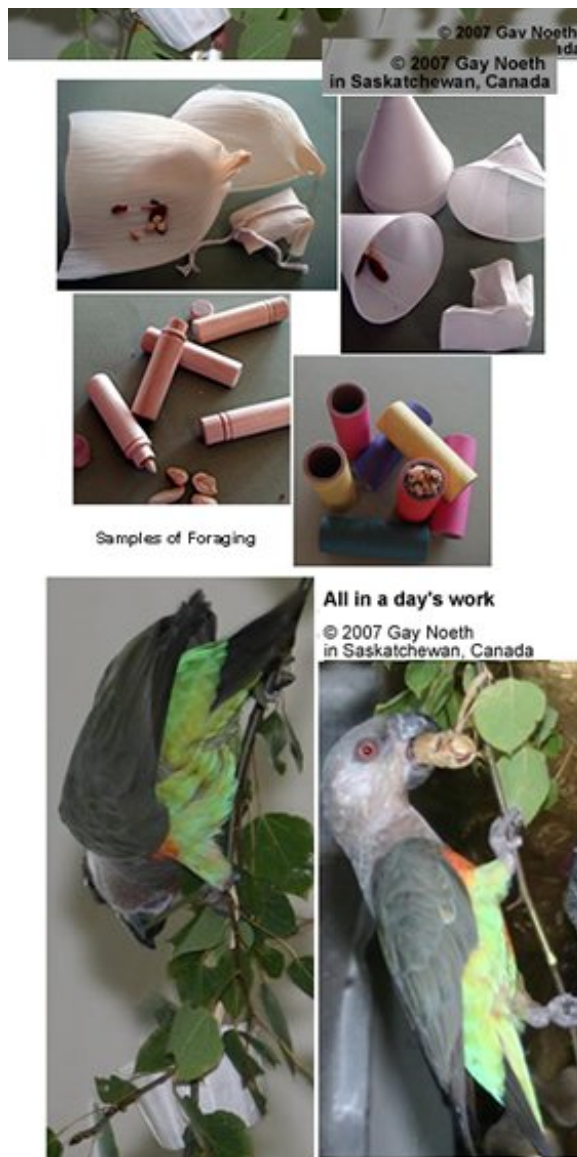 © 2007 Gay Noeth
© 2007 Gay Noeth
in Saskatchewan, Canada
Samples of Foraging
All in a day's work
© 2007 Gay Noeth
in Saskatchewan, Canada